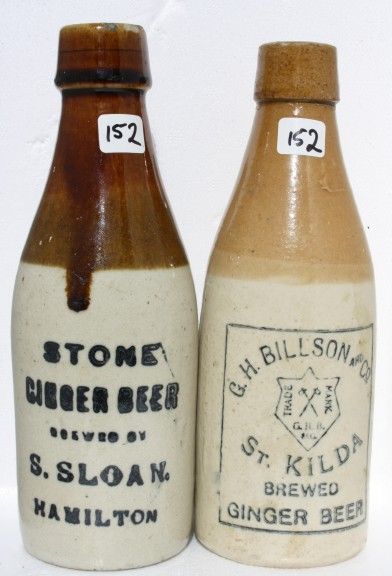 152
STONE
GINGER BEER
BREWED BY
S. SLOAN.
HAMILTON
152
G.H. BILLSON AND CO
TRADE MARK
G.H.B.
ST. KILDA
BREWED
GINGER BEER